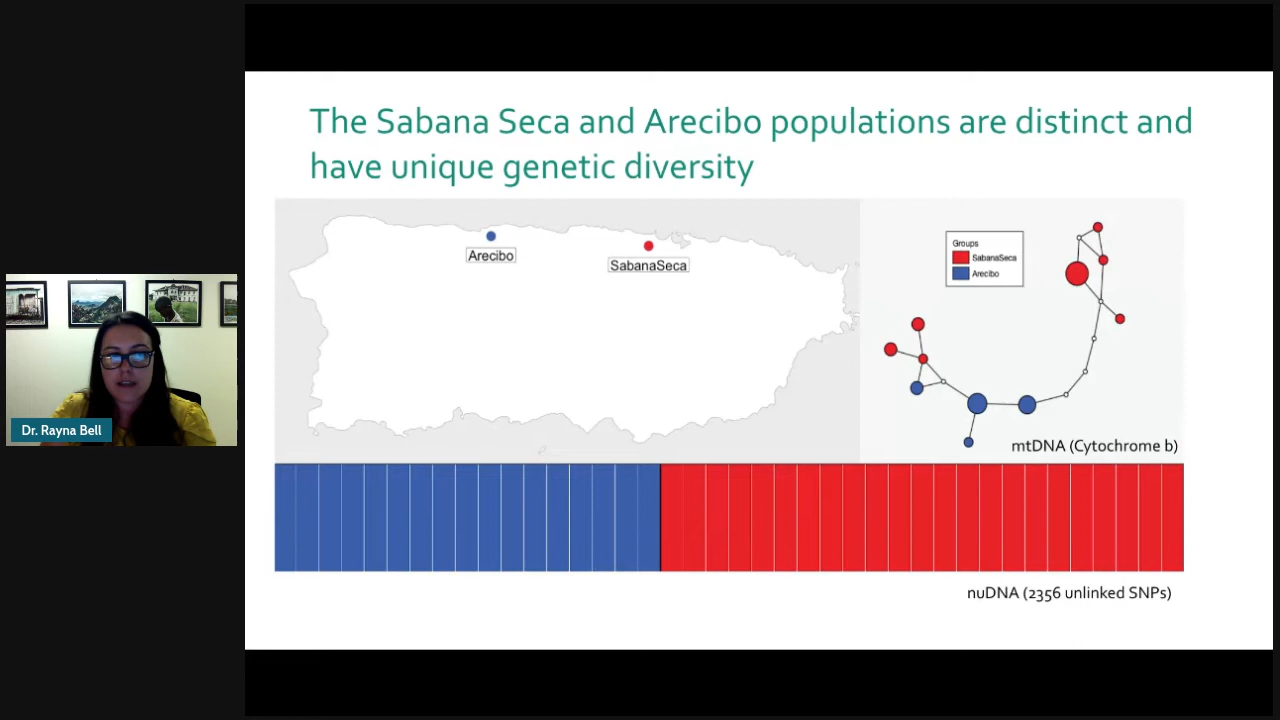 The Sabana Seca and Arecibo populations are distinct and
have unique genetic diversity
Arecibo
SabanaSeca
Groups
SabanaSeca
Arecibo
mtDNA (Cytochrome b)
nuDNA (2356 unlinked SNPs)
Dr. Rayna Bell